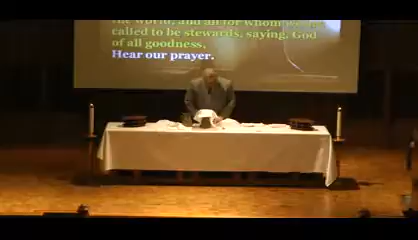 the world, and all for whom we are
called to be stewards, saying, God
of all goodness,
Hear our prayer.